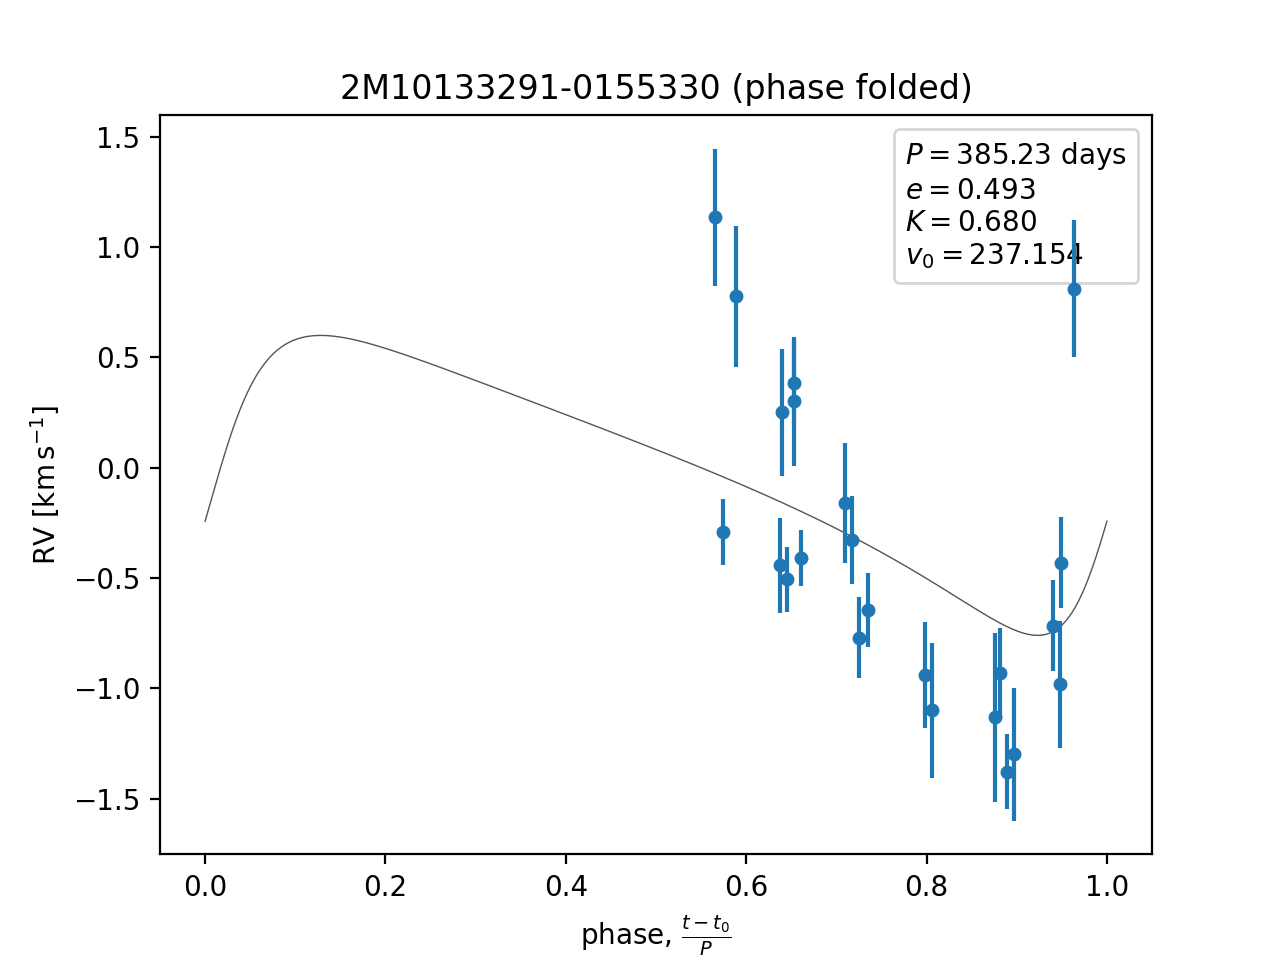 2M10133291-0155330 (phase folded)
P = 385.23 days
e = 0.493
K = 0.680
v₀ = 237.154
RV [km s⁻¹]
1.5
1.0
0.5
0.0
−0.5
−1.0
−1.5
0.0 0.2 0.4 0.6 0.8 1.0
phase, (t − t₀)/P